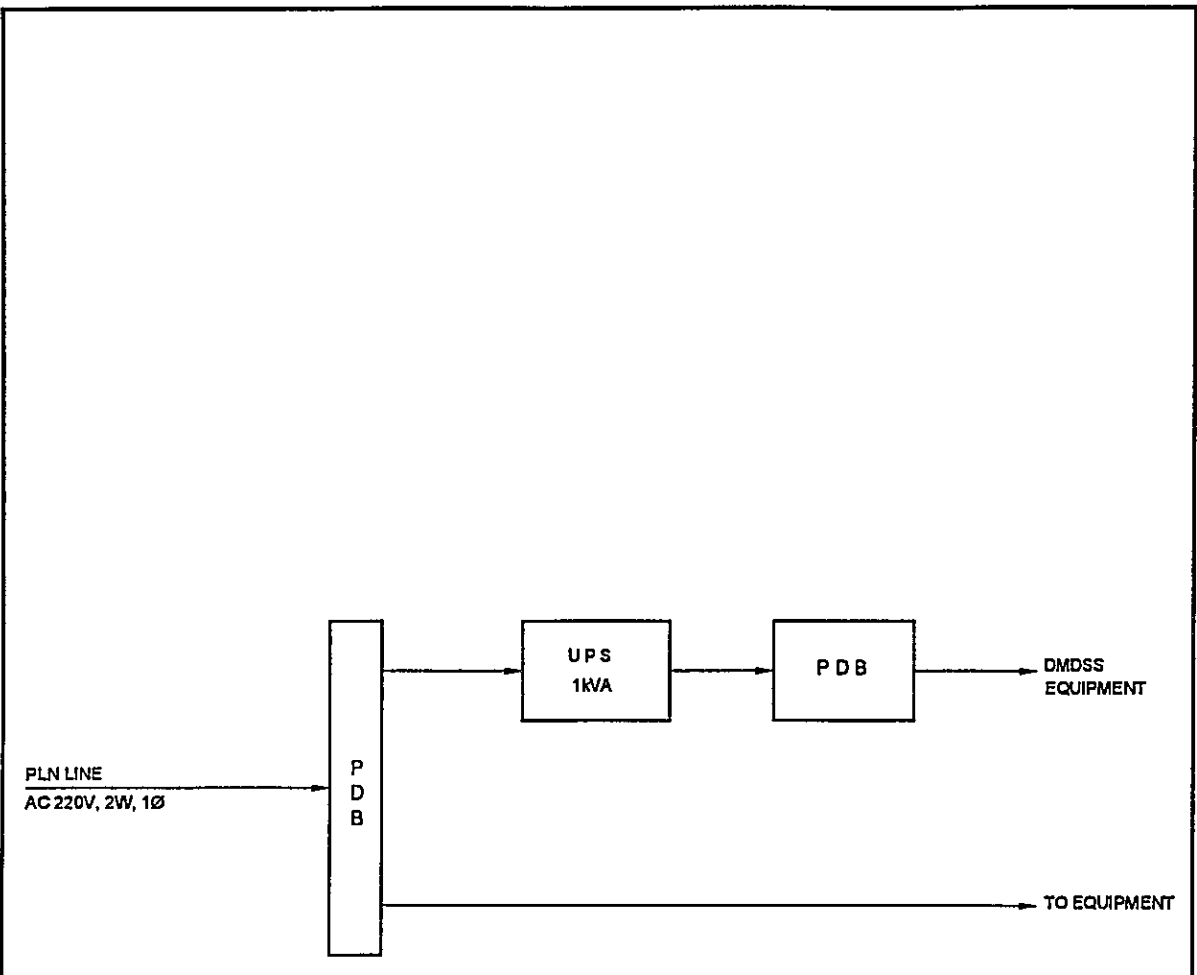 UPS
1kVA
PDB
DMDSS
EQUIPMENT
PLN LINE
AC 220V, 2W, 1Ø
P
D
B
TO EQUIPMENT